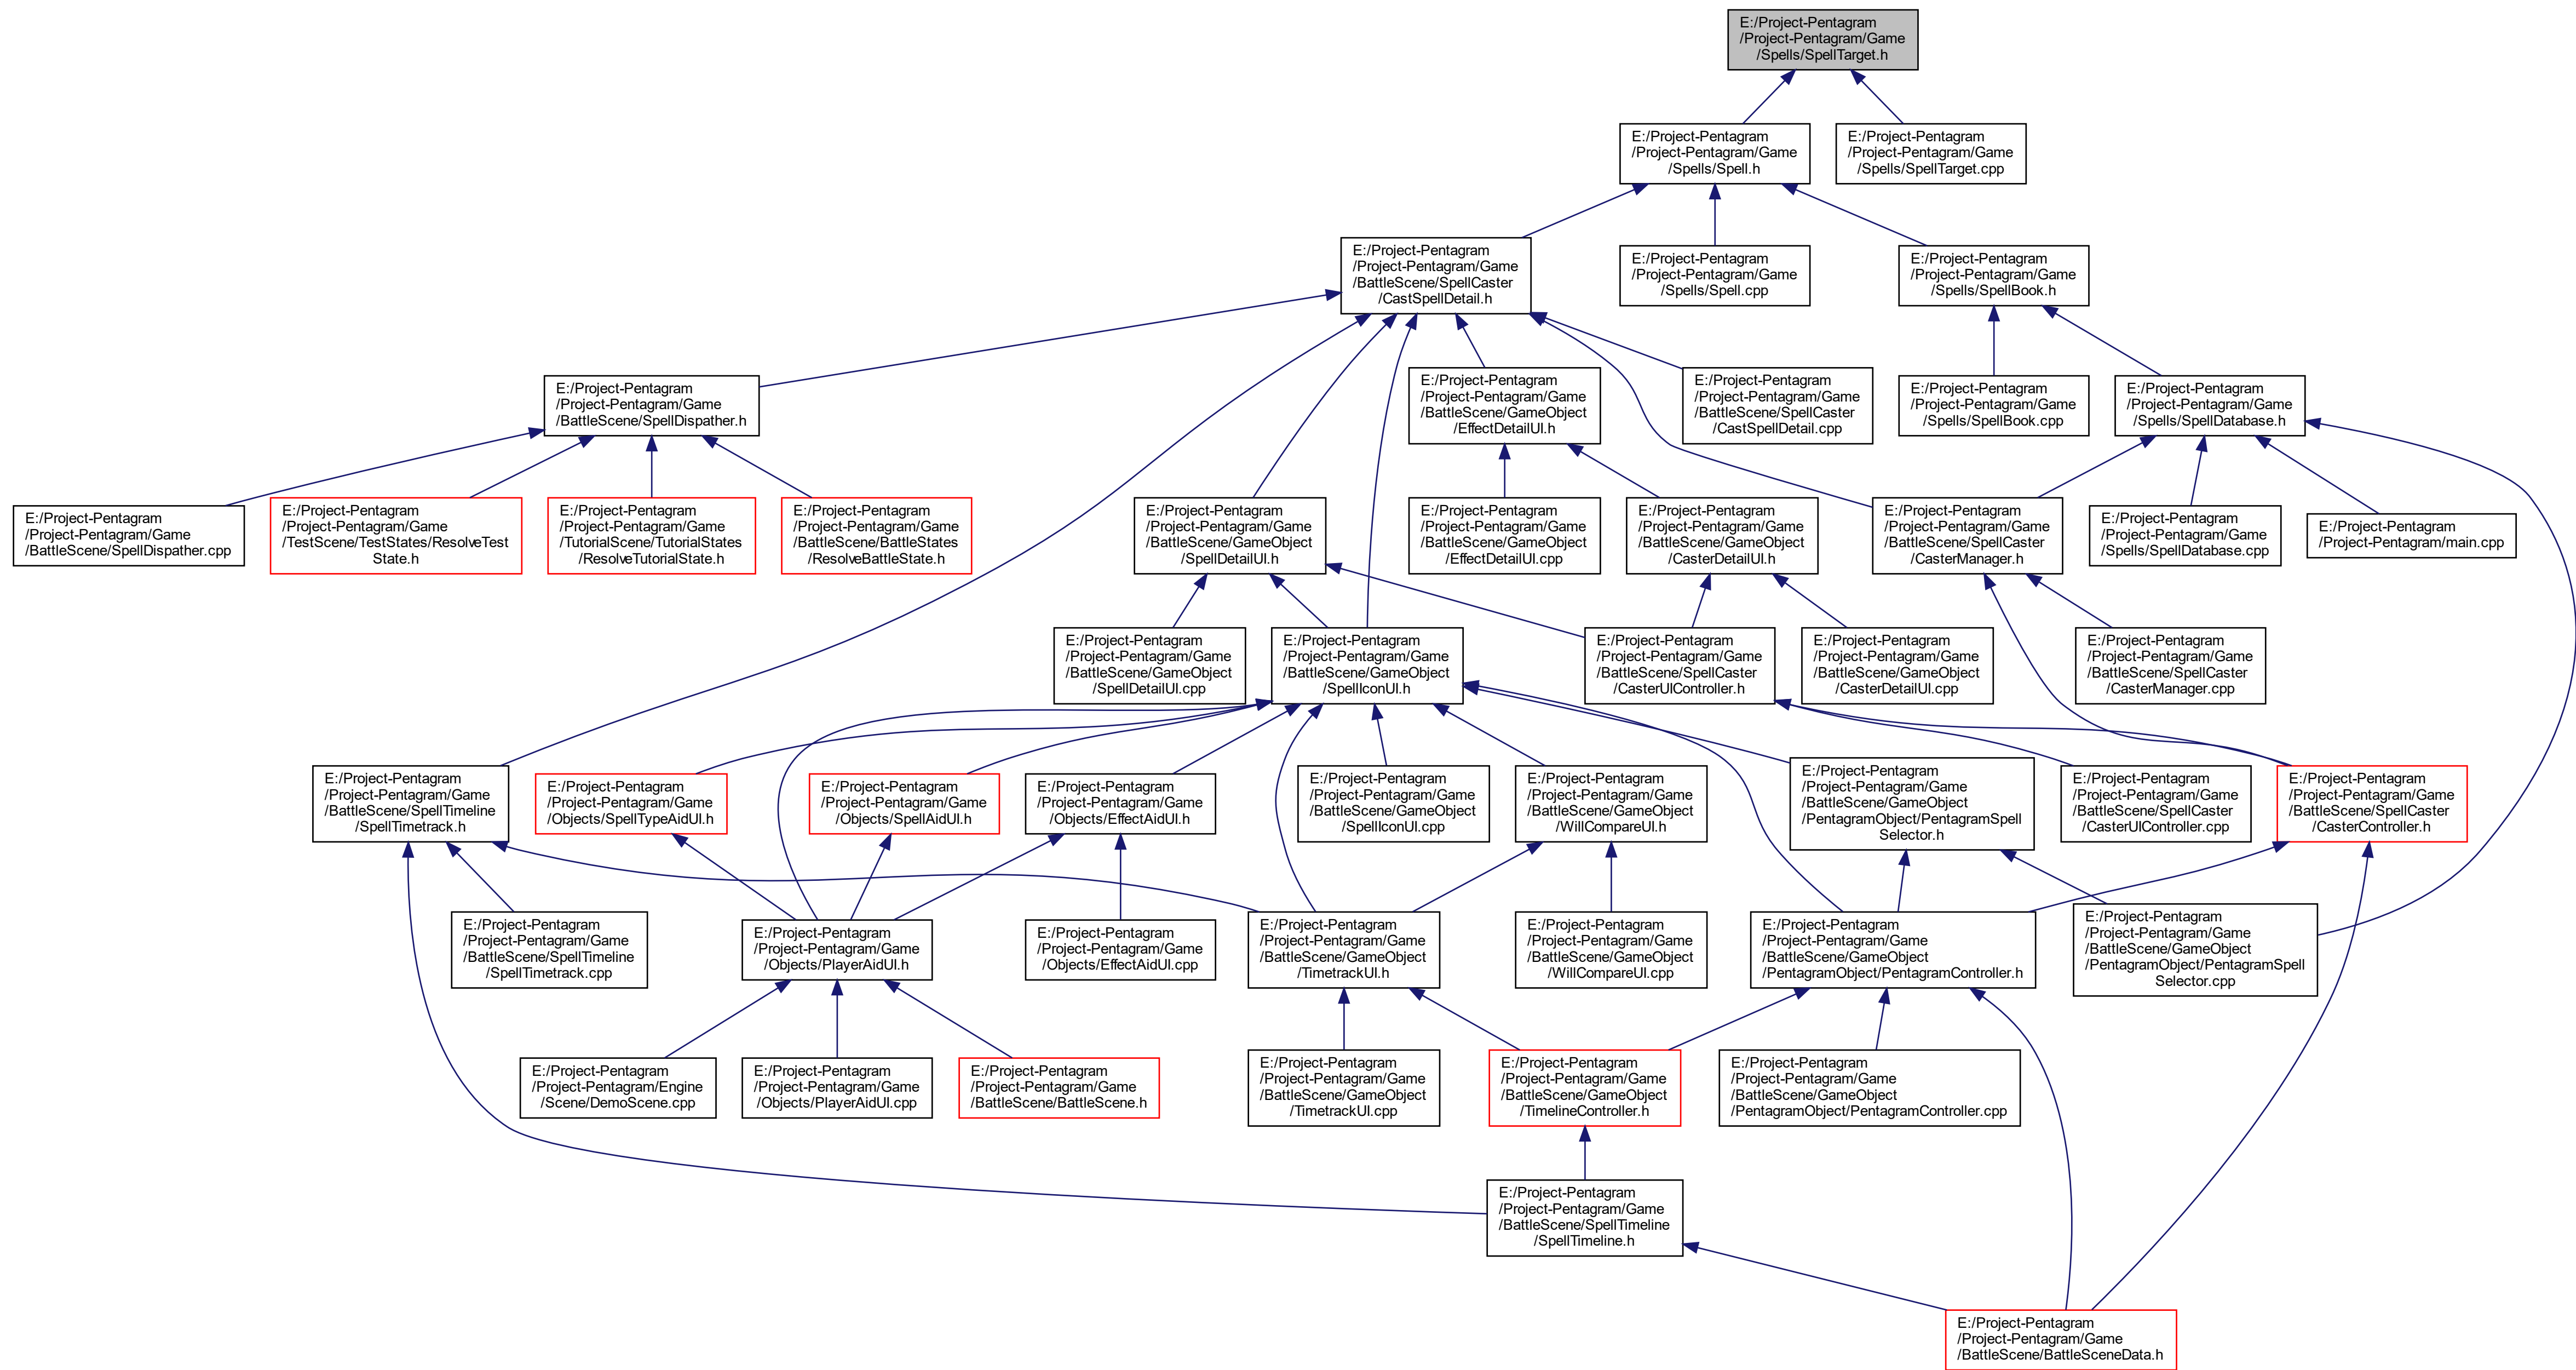 E:/Project-Pentagram
/Project-Pentagram/Game
/Spells/SpellTarget.h
E:/Project-Pentagram
/Project-Pentagram/Game
/Spells/Spell.h
E:/Project-Pentagram
/Project-Pentagram/Game
/Spells/SpellTarget.cpp
E:/Project-Pentagram
/Project-Pentagram/Game
/BattleScene/SpellCaster
/CastSpellDetail.h
E:/Project-Pentagram
/Project-Pentagram/Game
/Spells/Spell.cpp
E:/Project-Pentagram
/Project-Pentagram/Game
/Spells/SpellBook.h
E:/Project-Pentagram
/Project-Pentagram/Game
/BattleScene/SpellDispather.h
E:/Project-Pentagram
/Project-Pentagram/Game
/BattleScene/GameObject
/EffectDetailUI.h
E:/Project-Pentagram
/Project-Pentagram/Game
/BattleScene/SpellCaster
/CastSpellDetail.cpp
E:/Project-Pentagram
/Project-Pentagram/Game
/Spells/SpellBook.cpp
E:/Project-Pentagram
/Project-Pentagram/Game
/Spells/SpellDatabase.h
E:/Project-Pentagram
/Project-Pentagram/Game
/BattleScene/SpellDispather.cpp
E:/Project-Pentagram
/Project-Pentagram/Game
/TestScene/TestStates/ResolveTest
State.h
E:/Project-Pentagram
/Project-Pentagram/Game
/TutorialScene/TutorialStates
/ResolveTutorialState.h
E:/Project-Pentagram
/Project-Pentagram/Game
/BattleScene/BattleStates
/ResolveBattleState.h
E:/Project-Pentagram
/Project-Pentagram/Game
/BattleScene/GameObject
/SpellDetailUI.h
E:/Project-Pentagram
/Project-Pentagram/Game
/BattleScene/GameObject
/EffectDetailUI.cpp
E:/Project-Pentagram
/Project-Pentagram/Game
/BattleScene/GameObject
/CasterDetailUI.h
E:/Project-Pentagram
/Project-Pentagram/Game
/BattleScene/SpellCaster
/CasterManager.h
E:/Project-Pentagram
/Project-Pentagram/Game
/Spells/SpellDatabase.cpp
E:/Project-Pentagram
/Project-Pentagram/main.cpp
E:/Project-Pentagram
/Project-Pentagram/Game
/BattleScene/GameObject
/SpellDetailUI.cpp
E:/Project-Pentagram
/Project-Pentagram/Game
/BattleScene/GameObject
/SpellIconUI.h
E:/Project-Pentagram
/Project-Pentagram/Game
/BattleScene/SpellCaster
/CasterUIController.h
E:/Project-Pentagram
/Project-Pentagram/Game
/BattleScene/GameObject
/CasterDetailUI.cpp
E:/Project-Pentagram
/Project-Pentagram/Game
/BattleScene/SpellCaster
/CasterManager.cpp
E:/Project-Pentagram
/Project-Pentagram/Game
/BattleScene/SpellTimeline
/SpellTimetrack.h
E:/Project-Pentagram
/Project-Pentagram/Game
/Objects/SpellTypeAidUI.h
E:/Project-Pentagram
/Project-Pentagram/Game
/Objects/SpellAidUI.h
E:/Project-Pentagram
/Project-Pentagram/Game
/Objects/EffectAidUI.h
E:/Project-Pentagram
/Project-Pentagram/Game
/BattleScene/GameObject
/SpellIconUI.cpp
E:/Project-Pentagram
/Project-Pentagram/Game
/BattleScene/GameObject
/WillCompareUI.h
E:/Project-Pentagram
/Project-Pentagram/Game
/BattleScene/GameObject
/PentagramObject/PentagramSpell
Selector.h
E:/Project-Pentagram
/Project-Pentagram/Game
/BattleScene/SpellCaster
/CasterUIController.cpp
E:/Project-Pentagram
/Project-Pentagram/Game
/BattleScene/SpellCaster
/CasterController.h
E:/Project-Pentagram
/Project-Pentagram/Game
/BattleScene/SpellTimeline
/SpellTimetrack.cpp
E:/Project-Pentagram
/Project-Pentagram/Game
/Objects/PlayerAidUI.h
E:/Project-Pentagram
/Project-Pentagram/Game
/Objects/EffectAidUI.cpp
E:/Project-Pentagram
/Project-Pentagram/Game
/BattleScene/GameObject
/TimetrackUI.h
E:/Project-Pentagram
/Project-Pentagram/Game
/BattleScene/GameObject
/WillCompareUI.cpp
E:/Project-Pentagram
/Project-Pentagram/Game
/BattleScene/GameObject
/PentagramObject/PentagramController.h
E:/Project-Pentagram
/Project-Pentagram/Game
/BattleScene/GameObject
/PentagramObject/PentagramSpell
Selector.cpp
E:/Project-Pentagram
/Project-Pentagram/Engine
/Scene/DemoScene.cpp
E:/Project-Pentagram
/Project-Pentagram/Game
/Objects/PlayerAidUI.cpp
E:/Project-Pentagram
/Project-Pentagram/Game
/BattleScene/BattleScene.h
E:/Project-Pentagram
/Project-Pentagram/Game
/BattleScene/GameObject
/TimetrackUI.cpp
E:/Project-Pentagram
/Project-Pentagram/Game
/BattleScene/GameObject
/TimelineController.h
E:/Project-Pentagram
/Project-Pentagram/Game
/BattleScene/GameObject
/PentagramObject/PentagramController.cpp
E:/Project-Pentagram
/Project-Pentagram/Game
/BattleScene/SpellTimeline
/SpellTimeline.h
E:/Project-Pentagram
/Project-Pentagram/Game
/BattleScene/BattleSceneData.h